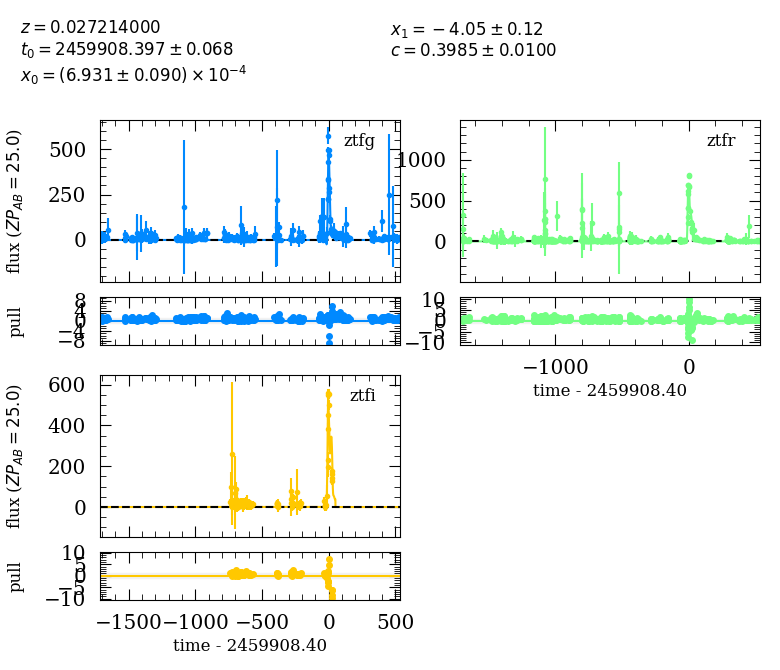 z = 0.027214000
t₀ = 2459908.397 ± 0.068
x₀ = (6.931 ± 0.090) × 10⁻⁴
x₁ = −4.05 ± 0.12
c = 0.3985 ± 0.0100
flux (ZP_AB = 25.0)
500
250
0
ztfg
1000
500
0
ztfr
pull
8
4
0
−4
−8
10
5
0
−5
−10
−1000
0
time - 2459908.40
flux (ZP_AB = 25.0)
600
400
200
0
ztfi
pull
10
5
0
−5
−10
−1500
−1000
−500
0
500
time - 2459908.40